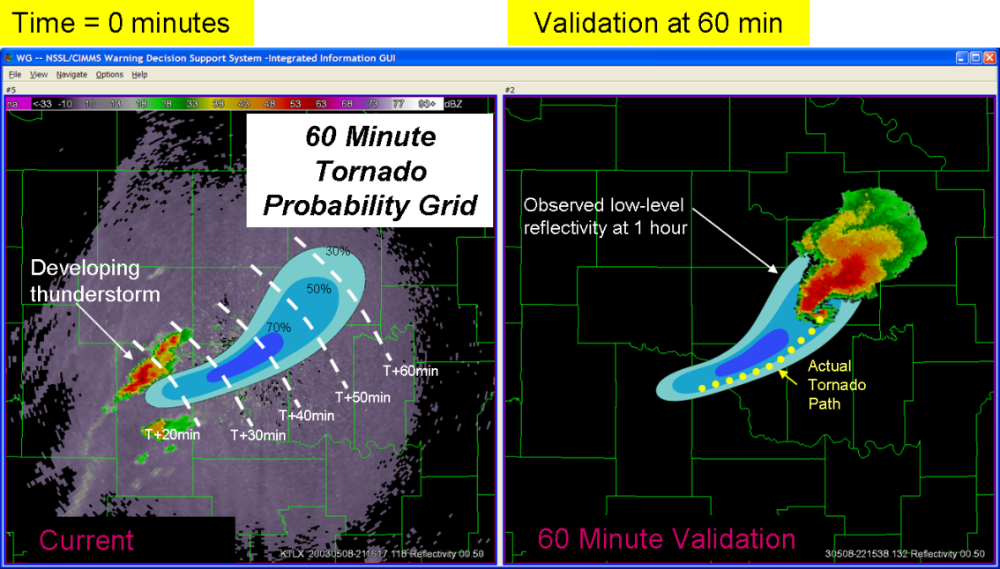 Time = 0 minutes
Validation at 60 min
WG -- NSSL/CIMMS Warning Decision Support System -Integrated Information GUI
File View Navigate Options Help
#5
#2
na <-33 -10 10 13 18 28 33 38 43 48 53 63 68 73 77 93+ dBZ
60 Minute
Tornado
Probability Grid
Observed low-level
reflectivity at 1 hour
30%
Developing
thunderstorm
50%
70%
T+60min
T+50min
T+40min
T+30min
T+20min
Actual
Tornado
Path
Current
KTLX 20030508-211617.118 Reflectivity 00.50
60 Minute Validation
30508-221538.132 Reflectivity 00.50